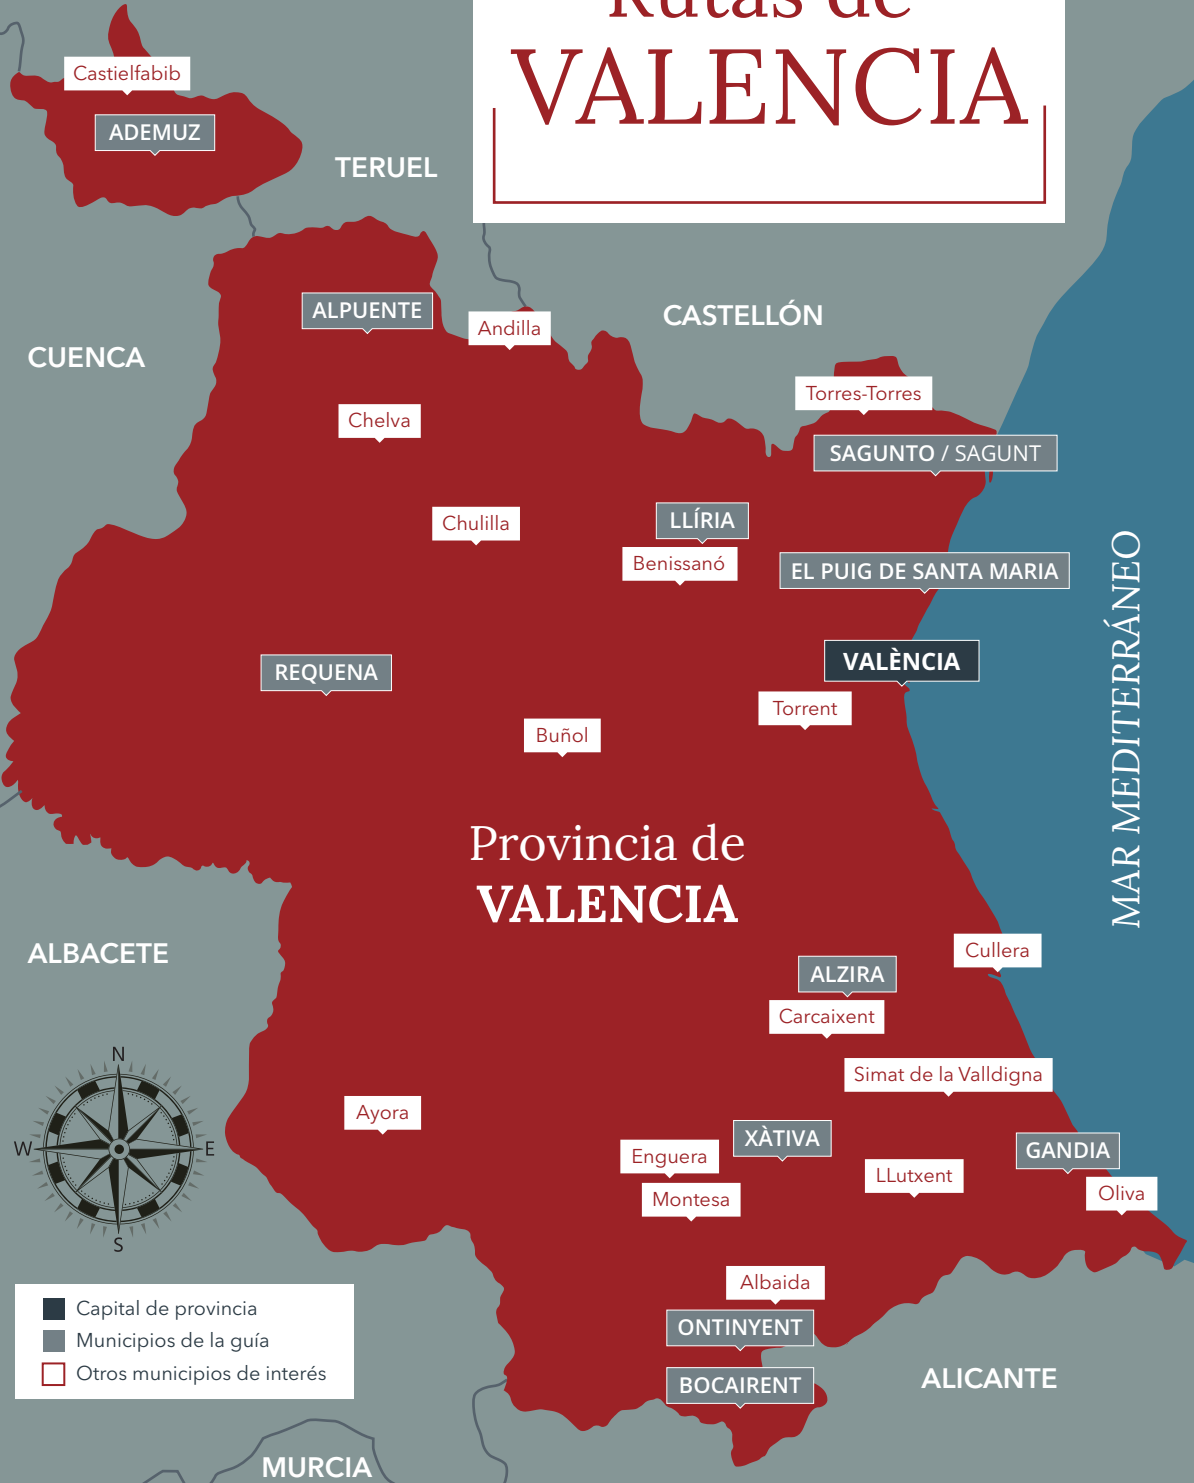 Rutas de
VALENCIA
Castielfabib
ADEMUZ
TERUEL
ALPUENTE
Andilla
CASTELLÓN
CUENCA
Torres-Torres
Chelva
SAGUNTO / SAGUNT
Chulilla
LLÍRIA
Benissanó
EL PUIG DE SANTA MARIA
MAR MEDITERRÁNEO
REQUENA
VALÈNCIA
Torrent
Buñol
Provincia de
VALENCIA
ALBACETE
Cullera
ALZIRA
Carcaixent
Simat de la Valldigna
N
W
E
S
Ayora
XÀTIVA
Enguera
GANDIA
LLutxent
Montesa
Oliva
Albaida
ONTINYENT
BOCAIRENT
ALICANTE
Capital de provincia
Municipios de la guía
Otros municipios de interés
MURCIA